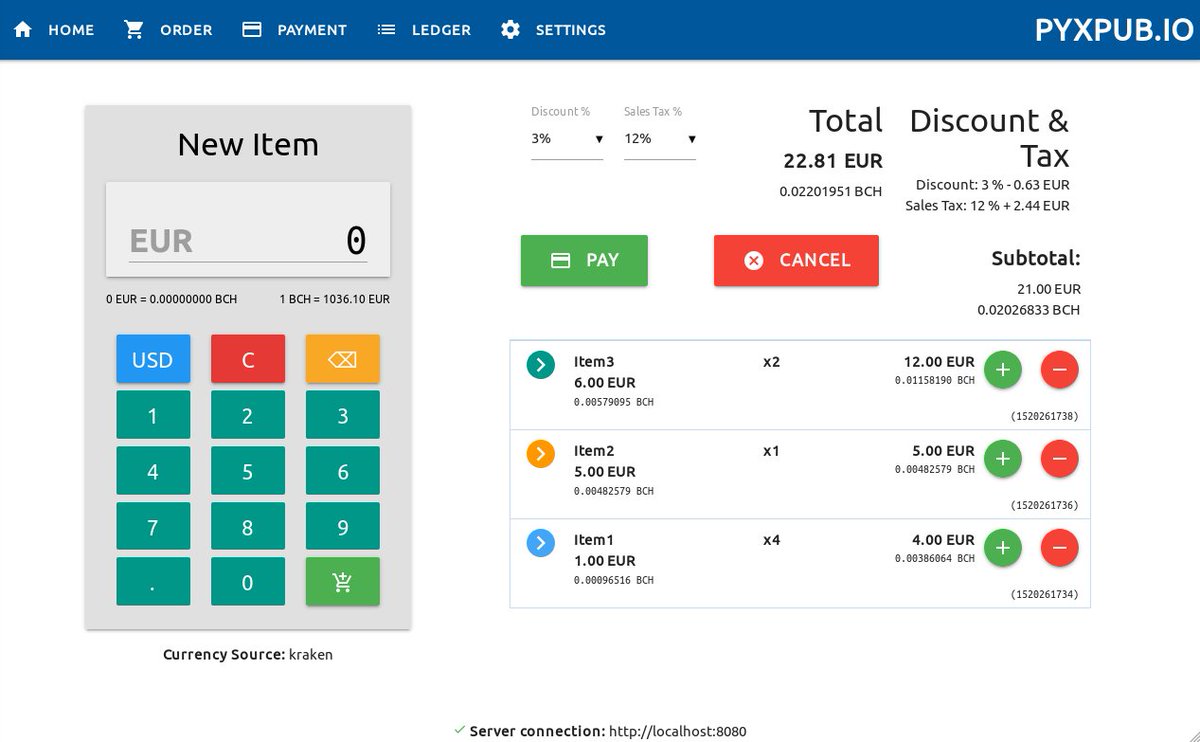 HOME ORDER PAYMENT LEDGER SETTINGS PYXPUB.IO
New Item
EUR 0
0 EUR = 0.00000000 BCH 1 BCH = 1036.10 EUR
USD C
1 2 3
4 5 6
7 8 9
. 0
Currency Source: kraken
Discount % Sales Tax %
3% 12%
Total
22.81 EUR
0.02201951 BCH
Discount &
Tax
Discount: 3 % - 0.63 EUR
Sales Tax: 12 % + 2.44 EUR
PAY CANCEL
Subtotal:
21.00 EUR
0.02026833 BCH
Item3 x2 12.00 EUR
6.00 EUR 0.01158190 BCH
0.00579095 BCH
(1520261738)
Item2 x1 5.00 EUR
5.00 EUR 0.00482579 BCH
0.00482579 BCH
(1520261736)
Item1 x4 4.00 EUR
1.00 EUR 0.00386064 BCH
0.00096516 BCH
(1520261734)
Server connection: http://localhost:8080